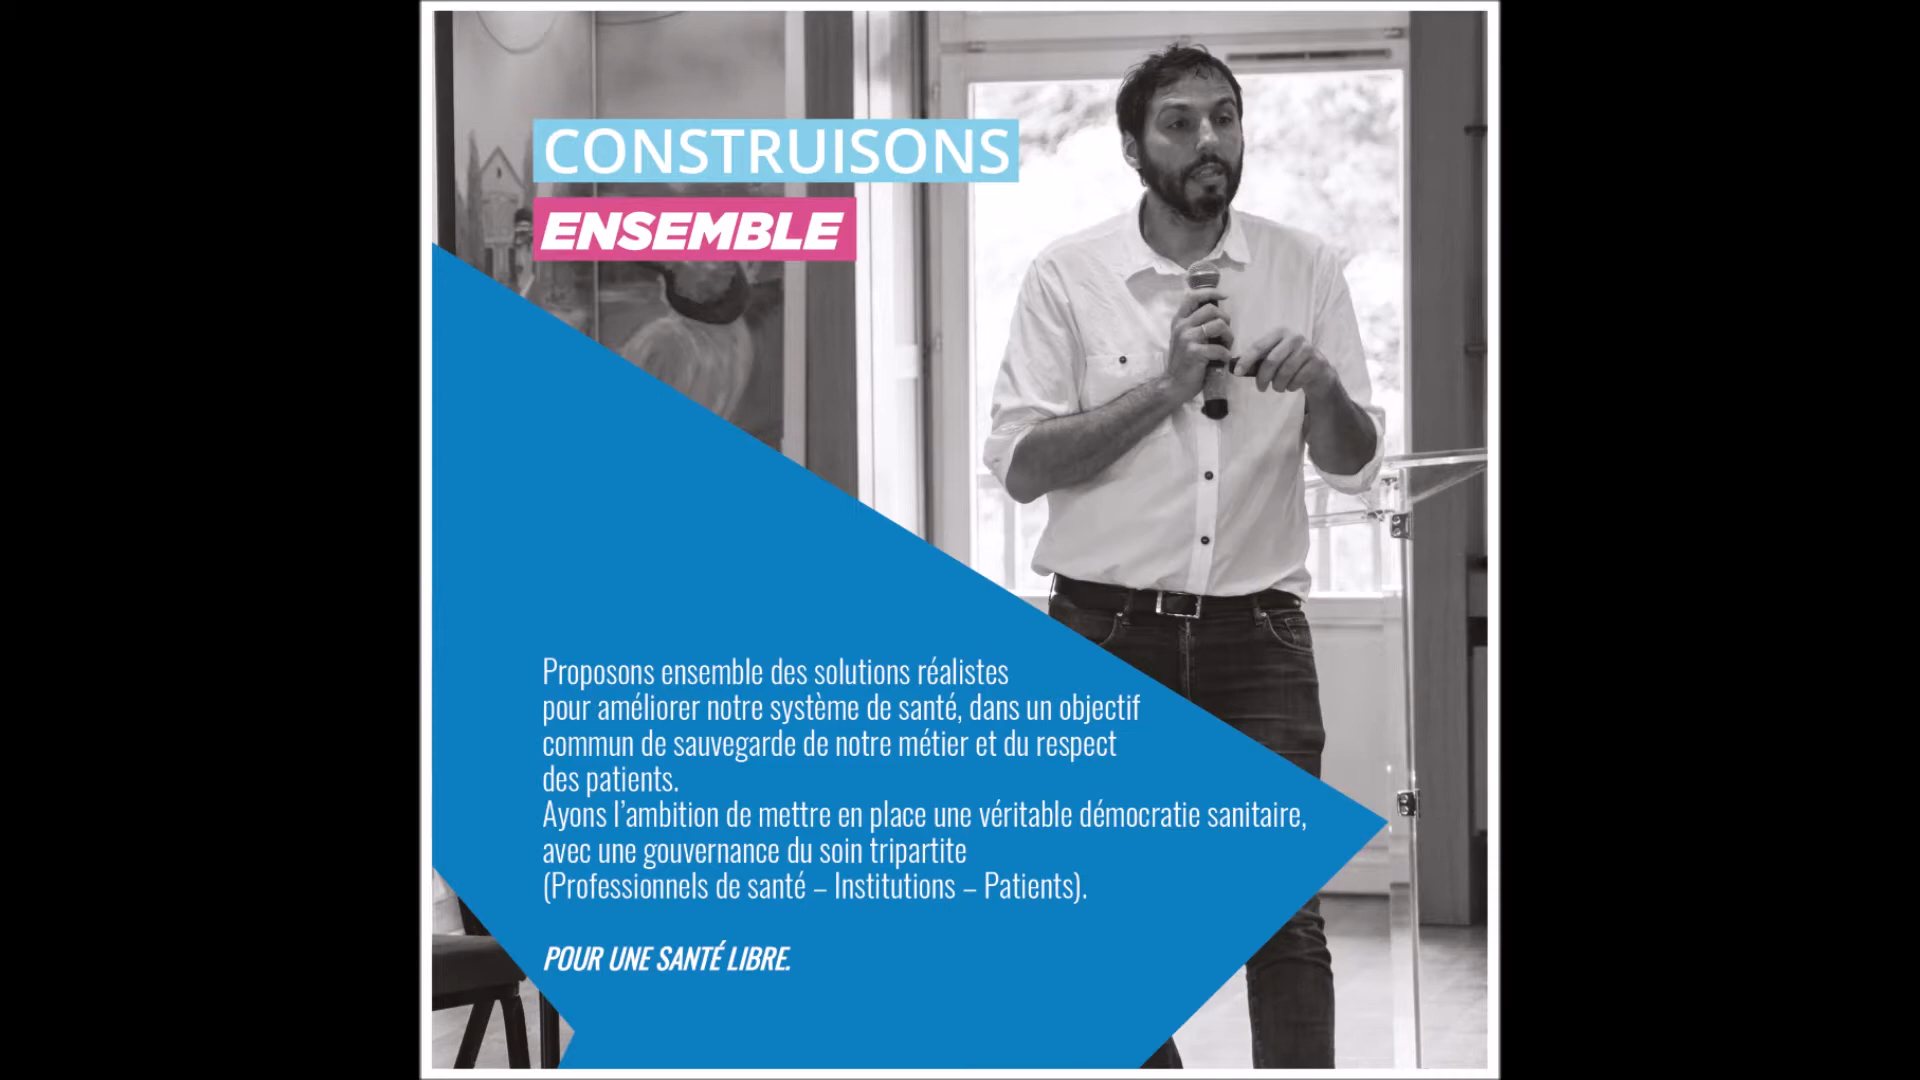 CONSTRUISONS
ENSEMBLE
Proposons ensemble des solutions réalistes
pour améliorer notre système de santé, dans un objectif
commun de sauvegarde de notre métier et du respect
des patients.
Ayons l’ambition de mettre en place une véritable démocratie sanitaire,
avec une gouvernance du soin tripartite
(Professionnels de santé – Institutions – Patients).
POUR UNE SANTÉ LIBRE.